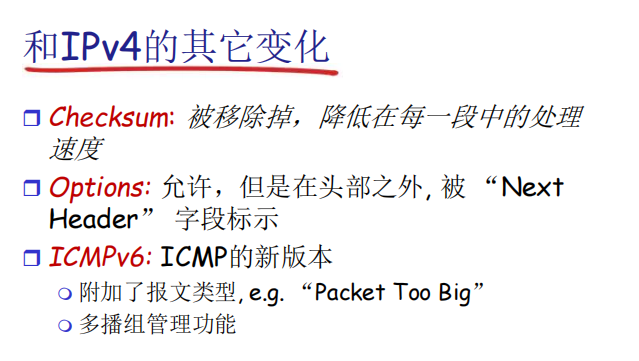 和IPv4的其它变化
Checksum: 被移除掉，降低在每一段中的处理
速度
Options: 允许，但是在头部之外, 被 “Next
Header” 字段标示
ICMPv6: ICMP的新版本
附加了报文类型, e.g. “Packet Too Big”
多播组管理功能